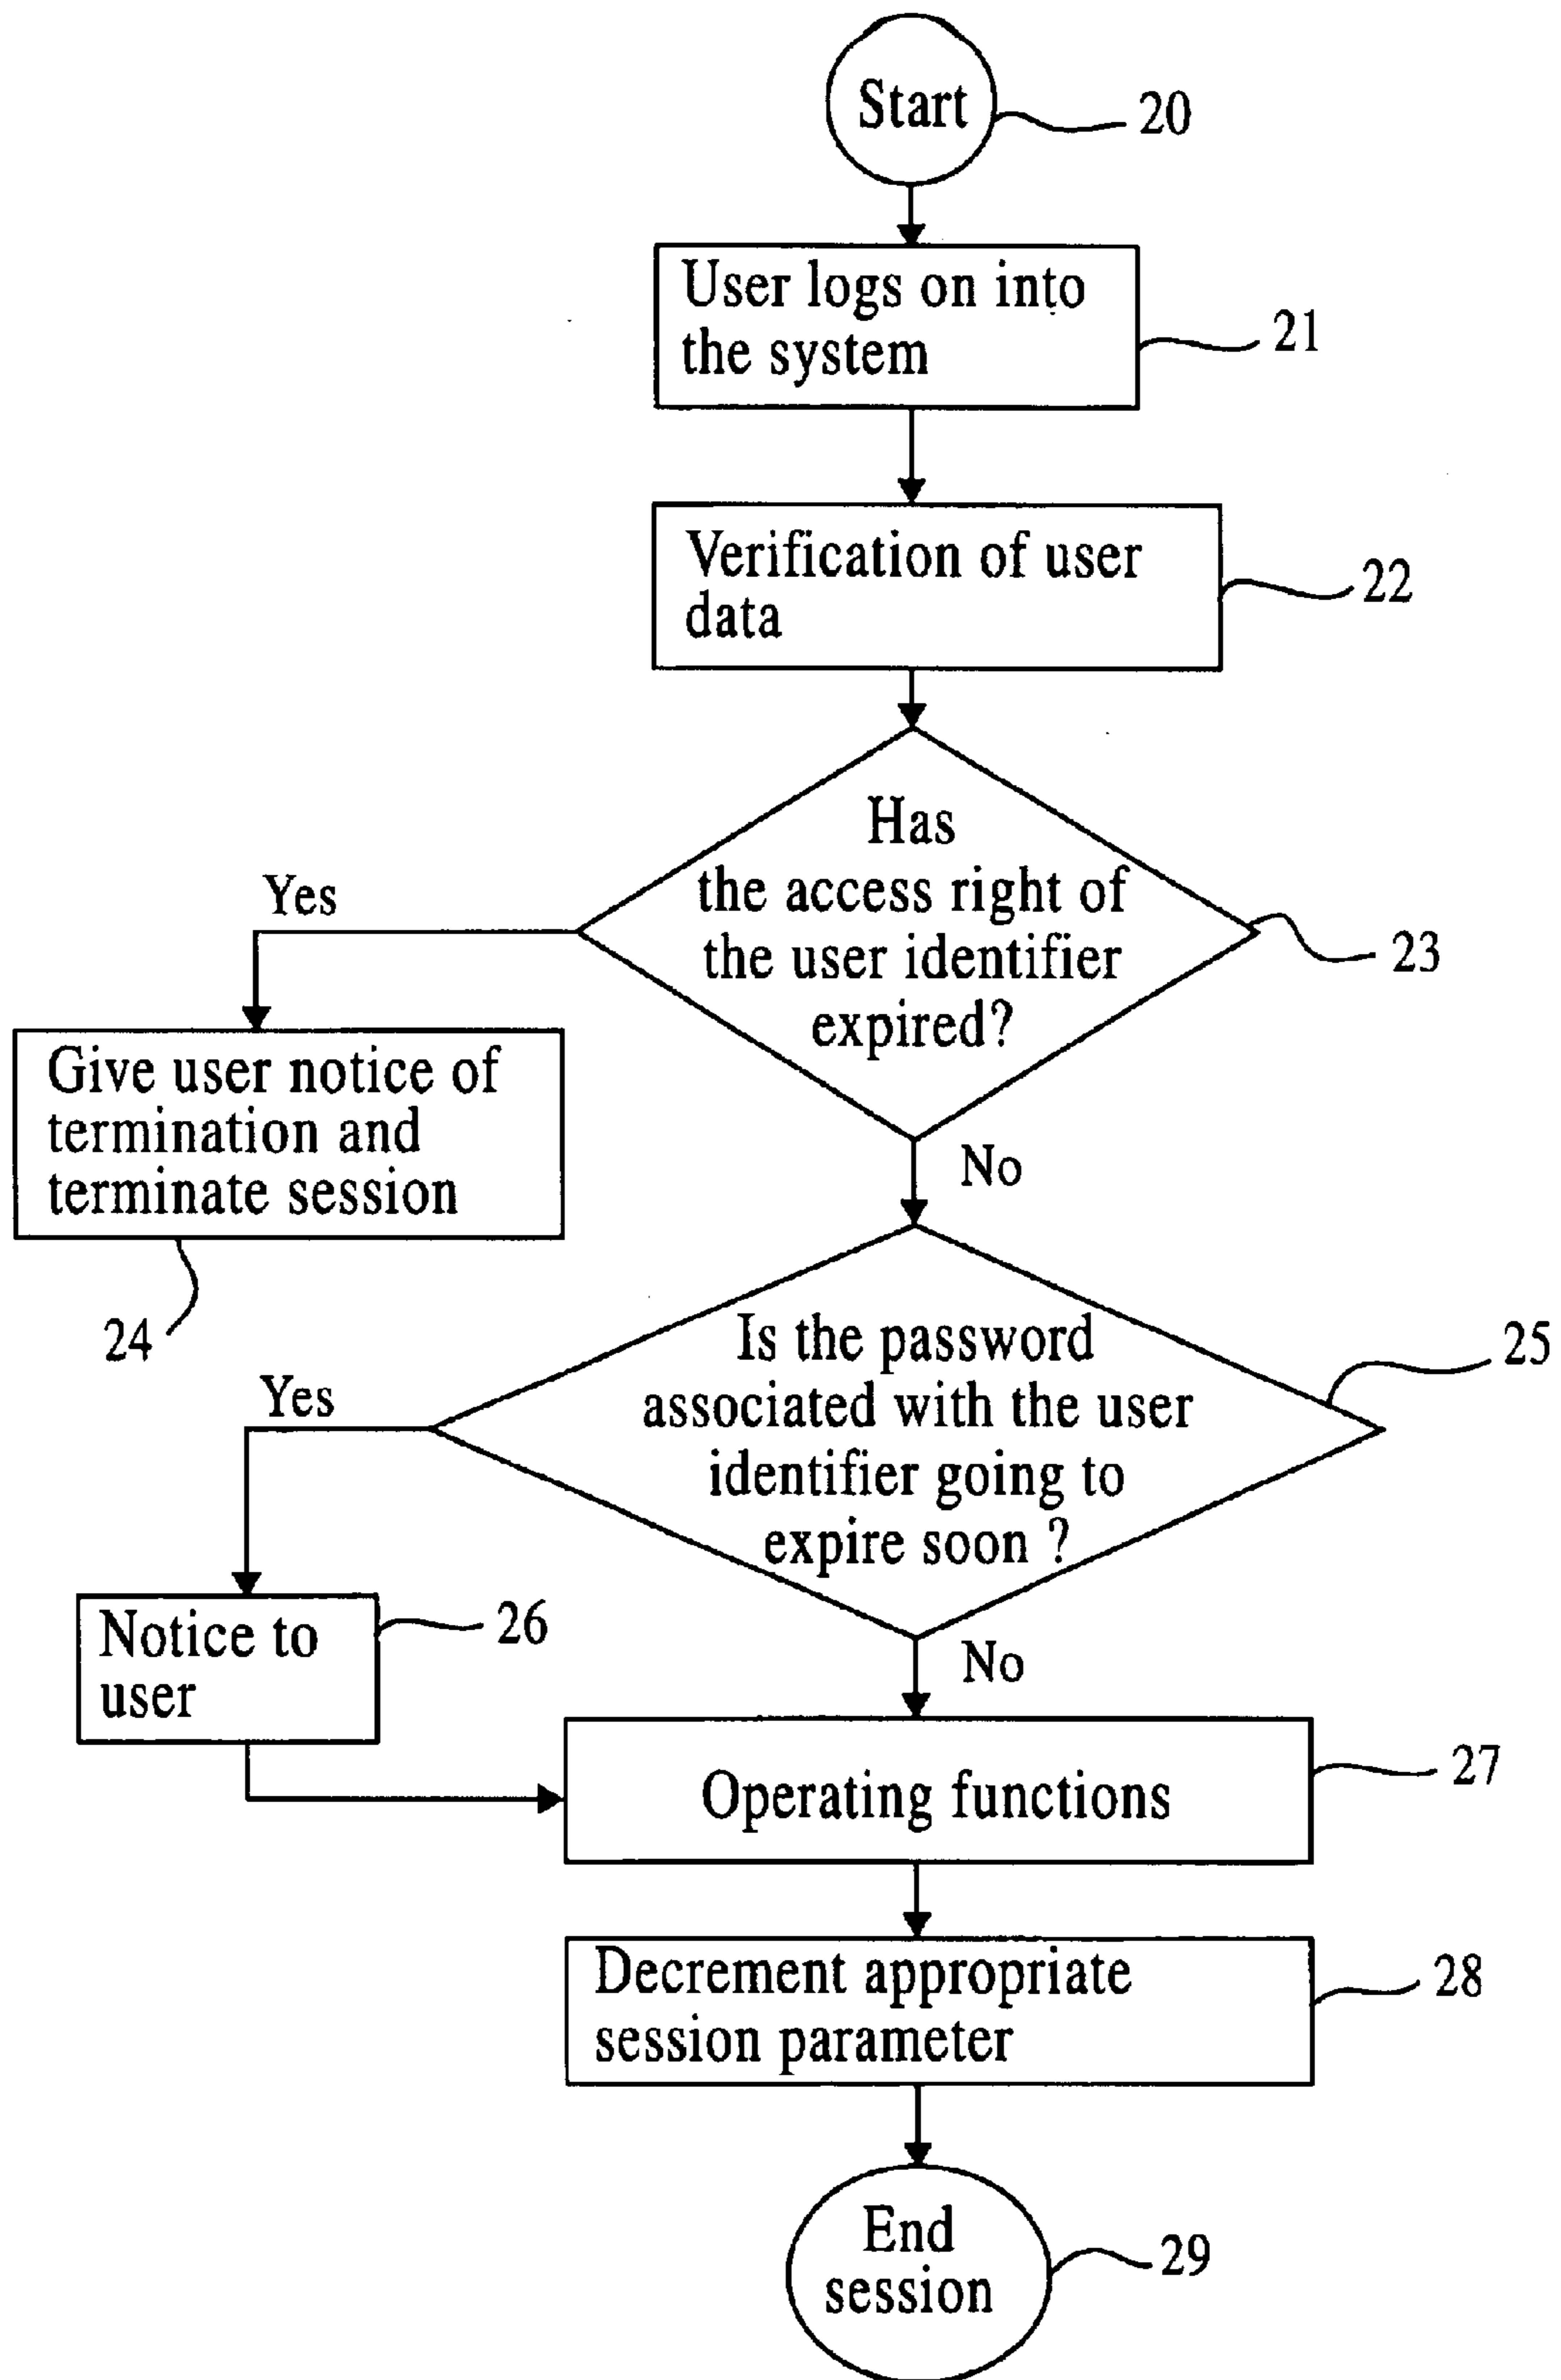 Start
20
User logs on into
the system
21
Verification of user
data
22
Has
the access right of
the user identifier
expired?
23
Yes
Give user notice of
termination and
terminate session
24
No
Is the password
associated with the user
identifier going to
expire soon ?
25
Yes
Notice to
user
26
No
Operating functions
27
Decrement appropriate
session parameter
28
End
session
29